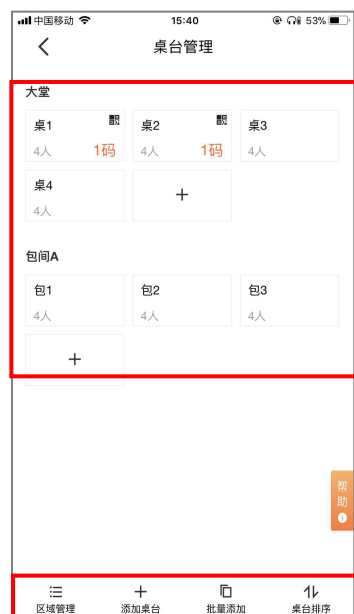 中国移动 15:40 53%
桌台管理
大堂
桌1 桌2 桌3
4人 1码 4人 1码 4人
桌4
4人 +
包间A
包1 包2 包3
4人 4人 4人
+
帮助
区域管理 添加桌台 批量添加 桌台排序